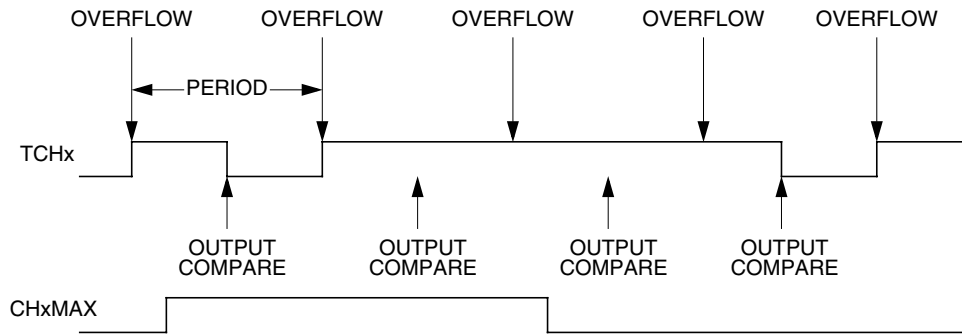 OVERFLOW OVERFLOW OVERFLOW OVERFLOW OVERFLOW
PERIOD
TCHx
OUTPUT
COMPARE
OUTPUT
COMPARE
OUTPUT
COMPARE
OUTPUT
COMPARE
CHxMAX